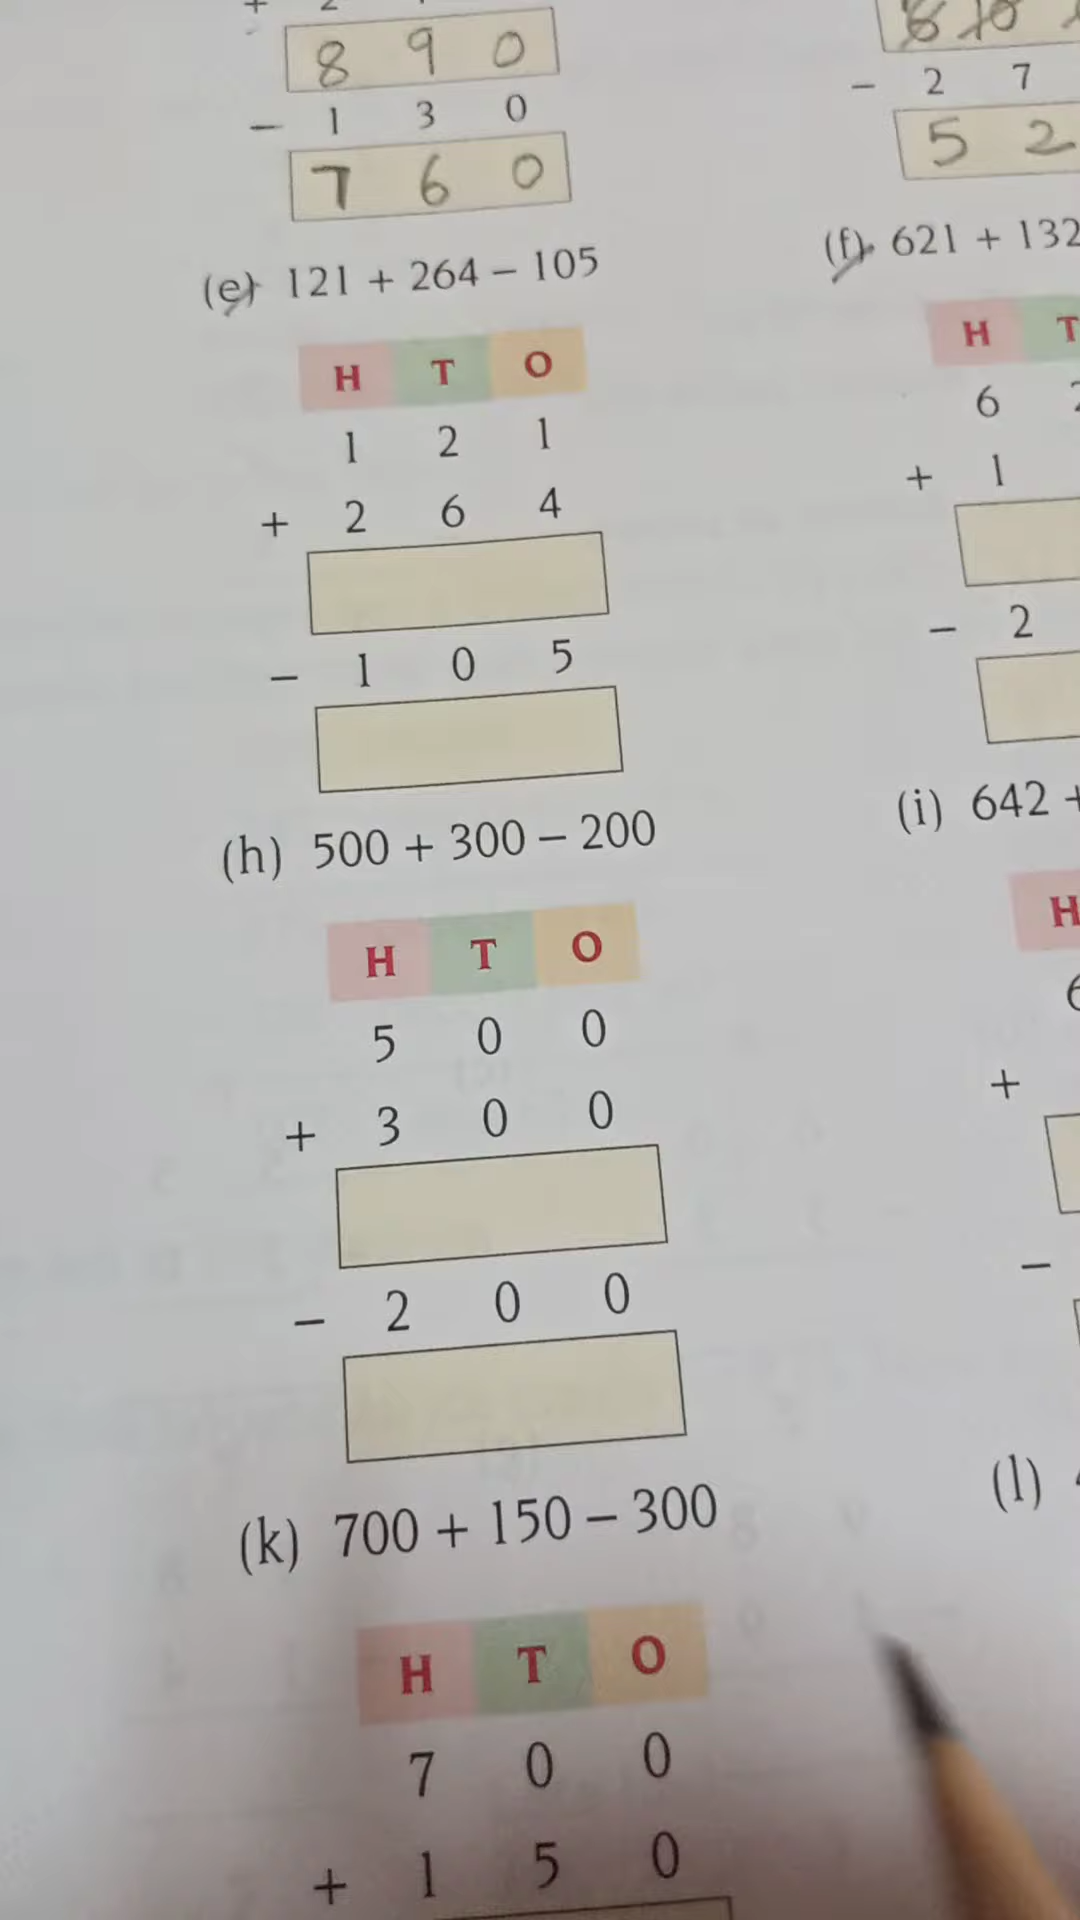 8 9 0
− 1 3 0
7 6 0
− 2 7
5 2
(e) 121 + 264 − 105
H T O
1 2 1
+ 2 6 4
− 1 0 5
(f) 621 + 132
H T
6
+ 1
− 2
(h) 500 + 300 − 200
H T O
5 0 0
+ 3 0 0
− 2 0 0
(i) 642 +
H
+
−
(k) 700 + 150 − 300
H T O
7 0 0
+ 1 5 0
(l)